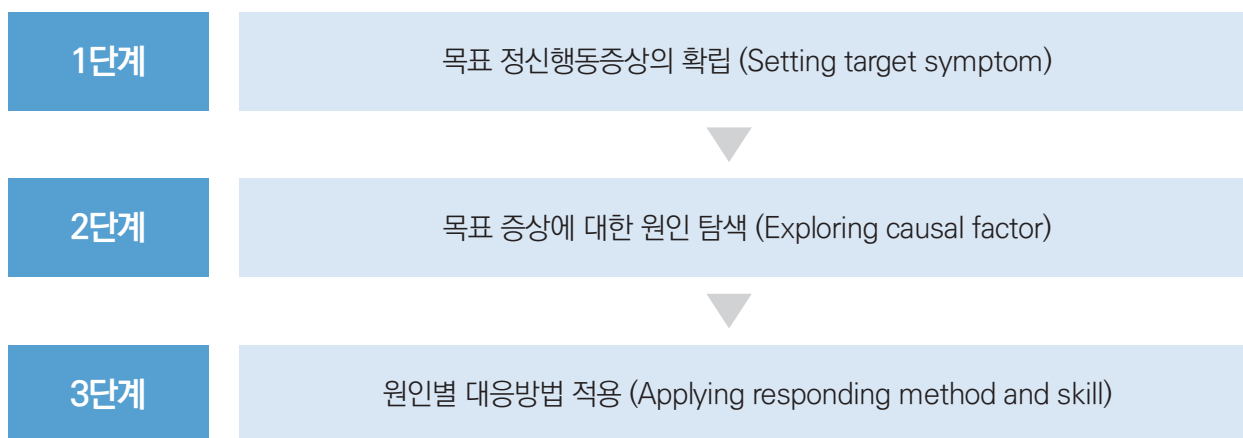 1단계
목표 정신행동증상의 확립 (Setting target symptom)
2단계
목표 증상에 대한 원인 탐색 (Exploring causal factor)
3단계
원인별 대응방법 적용 (Applying responding method and skill)